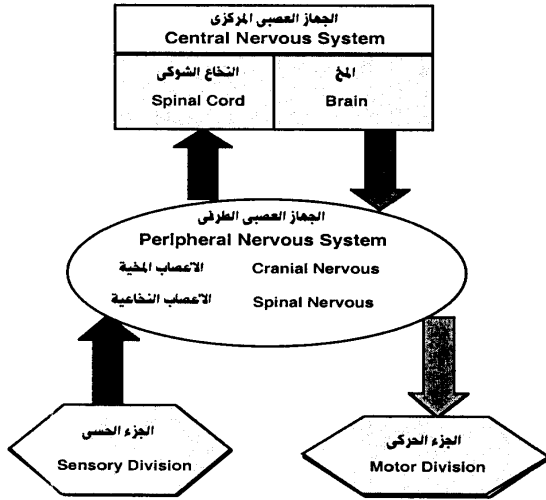 الجهاز العصبى المركزى
Central Nervous System
النخاع الشوكى
Spinal Cord
المخ
Brain
الجهاز العصبى الطرفى
Peripheral Nervous System
الاعصاب المخية Cranial Nervous
الاعصاب النخاعية Spinal Nervous
الجزء الحسى
Sensory Division
الجزء الحركى
Motor Division